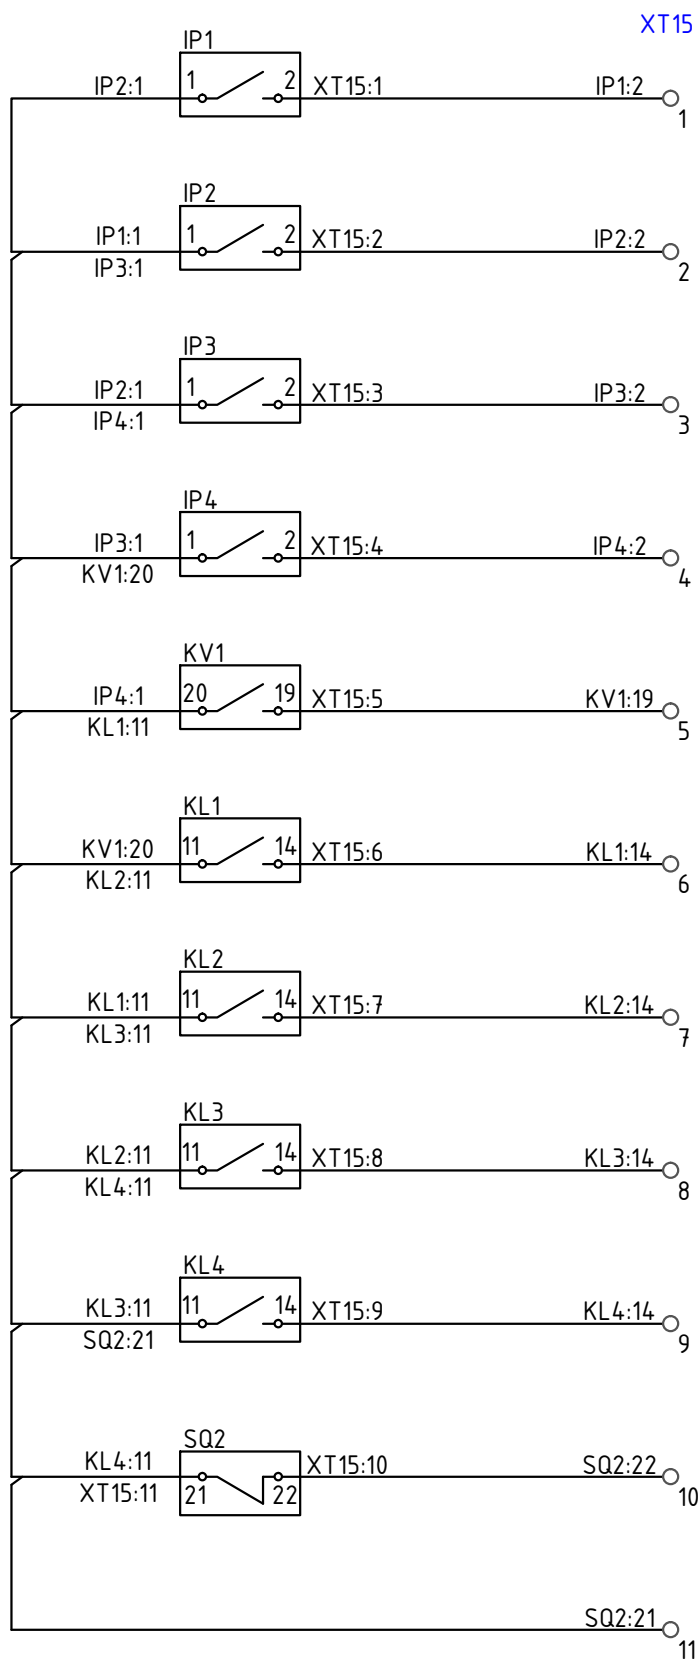 XT15
IP1
IP2:1 1 2 XT15:1 IP1:2
1
IP2
IP1:1 1 2 XT15:2 IP2:2
IP3:1 2
IP3
IP2:1 1 2 XT15:3 IP3:2
IP4:1 3
IP4
IP3:1 1 2 XT15:4 IP4:2
KV1:20 4
KV1
IP4:1 20 19 XT15:5 KV1:19
KL1:11 5
KL1
KV1:20 11 14 XT15:6 KL1:14
KL2:11 6
KL2
KL1:11 11 14 XT15:7 KL2:14
KL3:11 7
KL3
KL2:11 11 14 XT15:8 KL3:14
KL4:11 8
KL4
KL3:11 11 14 XT15:9 KL4:14
SQ2:21 9
SQ2
KL4:11 XT15:10 SQ2:22
XT15:11 21 22 10
SQ2:21
11